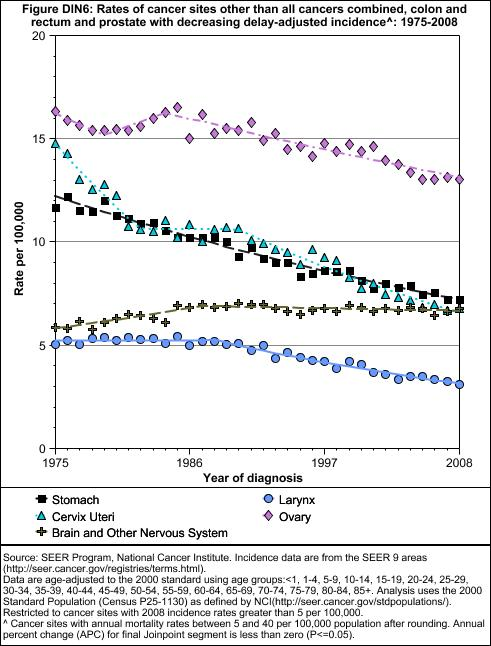 Figure DIN6: Rates of cancer sites other than all cancers combined, colon and
rectum and prostate with decreasing delay-adjusted incidence^: 1975-2008
20
15
10
5
0
Rate per 100,000
1975 1986 1997 2008
Year of diagnosis
Stomach Larynx
Cervix Uteri Ovary
Brain and Other Nervous System
Source: SEER Program, National Cancer Institute. Incidence data are from the SEER 9 areas
(http://seer.cancer.gov/registries/terms.html).
Data are age-adjusted to the 2000 standard using age groups:<1, 1-4, 5-9, 10-14, 15-19, 20-24, 25-29,
30-34, 35-39, 40-44, 45-49, 50-54, 55-59, 60-64, 65-69, 70-74, 75-79, 80-84, 85+. Analysis uses the 2000
Standard Population (Census P25-1130) as defined by NCI(http://seer.cancer.gov/stdpopulations/).
Restricted to cancer sites with 2008 incidence rates greater than 5 per 100,000.
^ Cancer sites with annual mortality rates between 5 and 40 per 100,000 population after rounding. Annual
percent change (APC) for final Joinpoint segment is less than zero (P<=0.05).